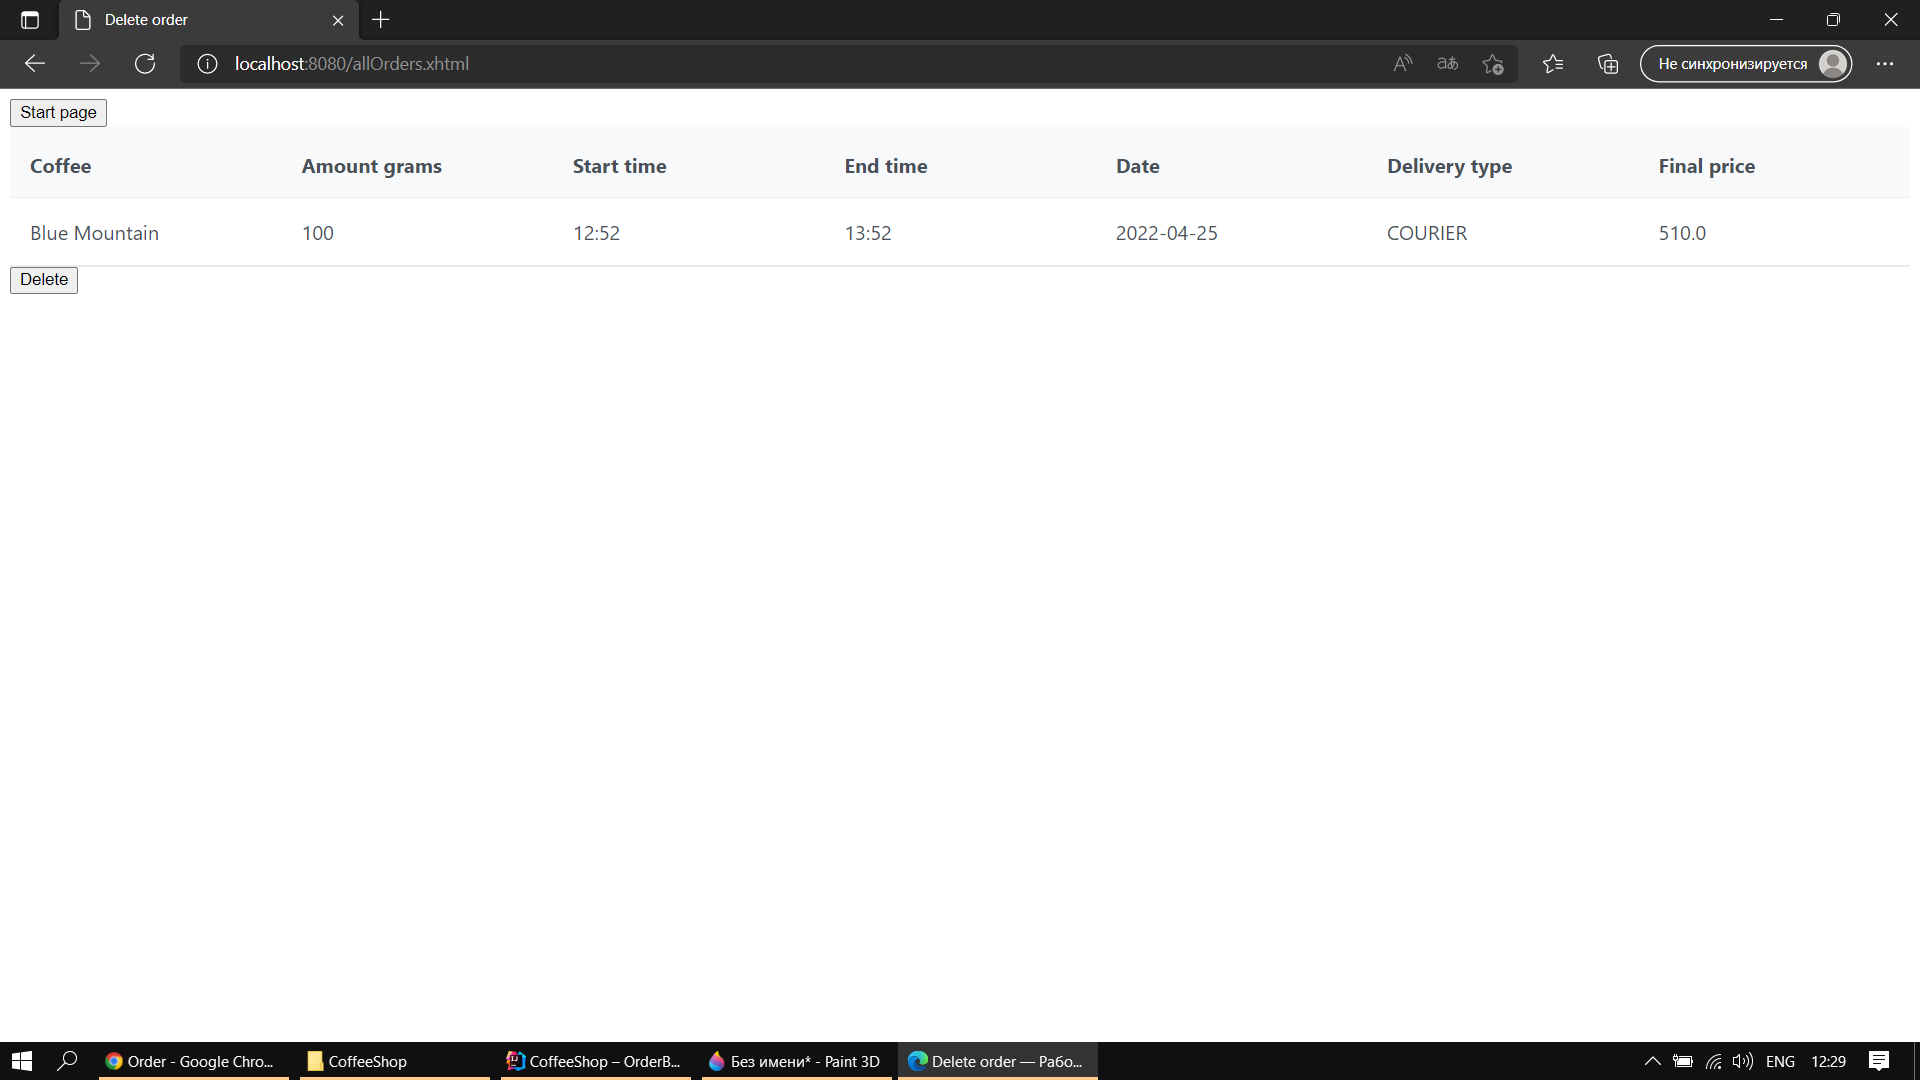 Delete order
localhost:8080/allOrders.xhtml
Не синхронизируется
Start page
Coffee Amount grams Start time End time Date Delivery type Final price
Blue Mountain 100 12:52 13:52 2022-04-25 COURIER 510.0
Delete
Order - Google Chro... CoffeeShop CoffeeShop – OrderB... Без имени* - Paint 3D Delete order — Рабо... ENG 12:29